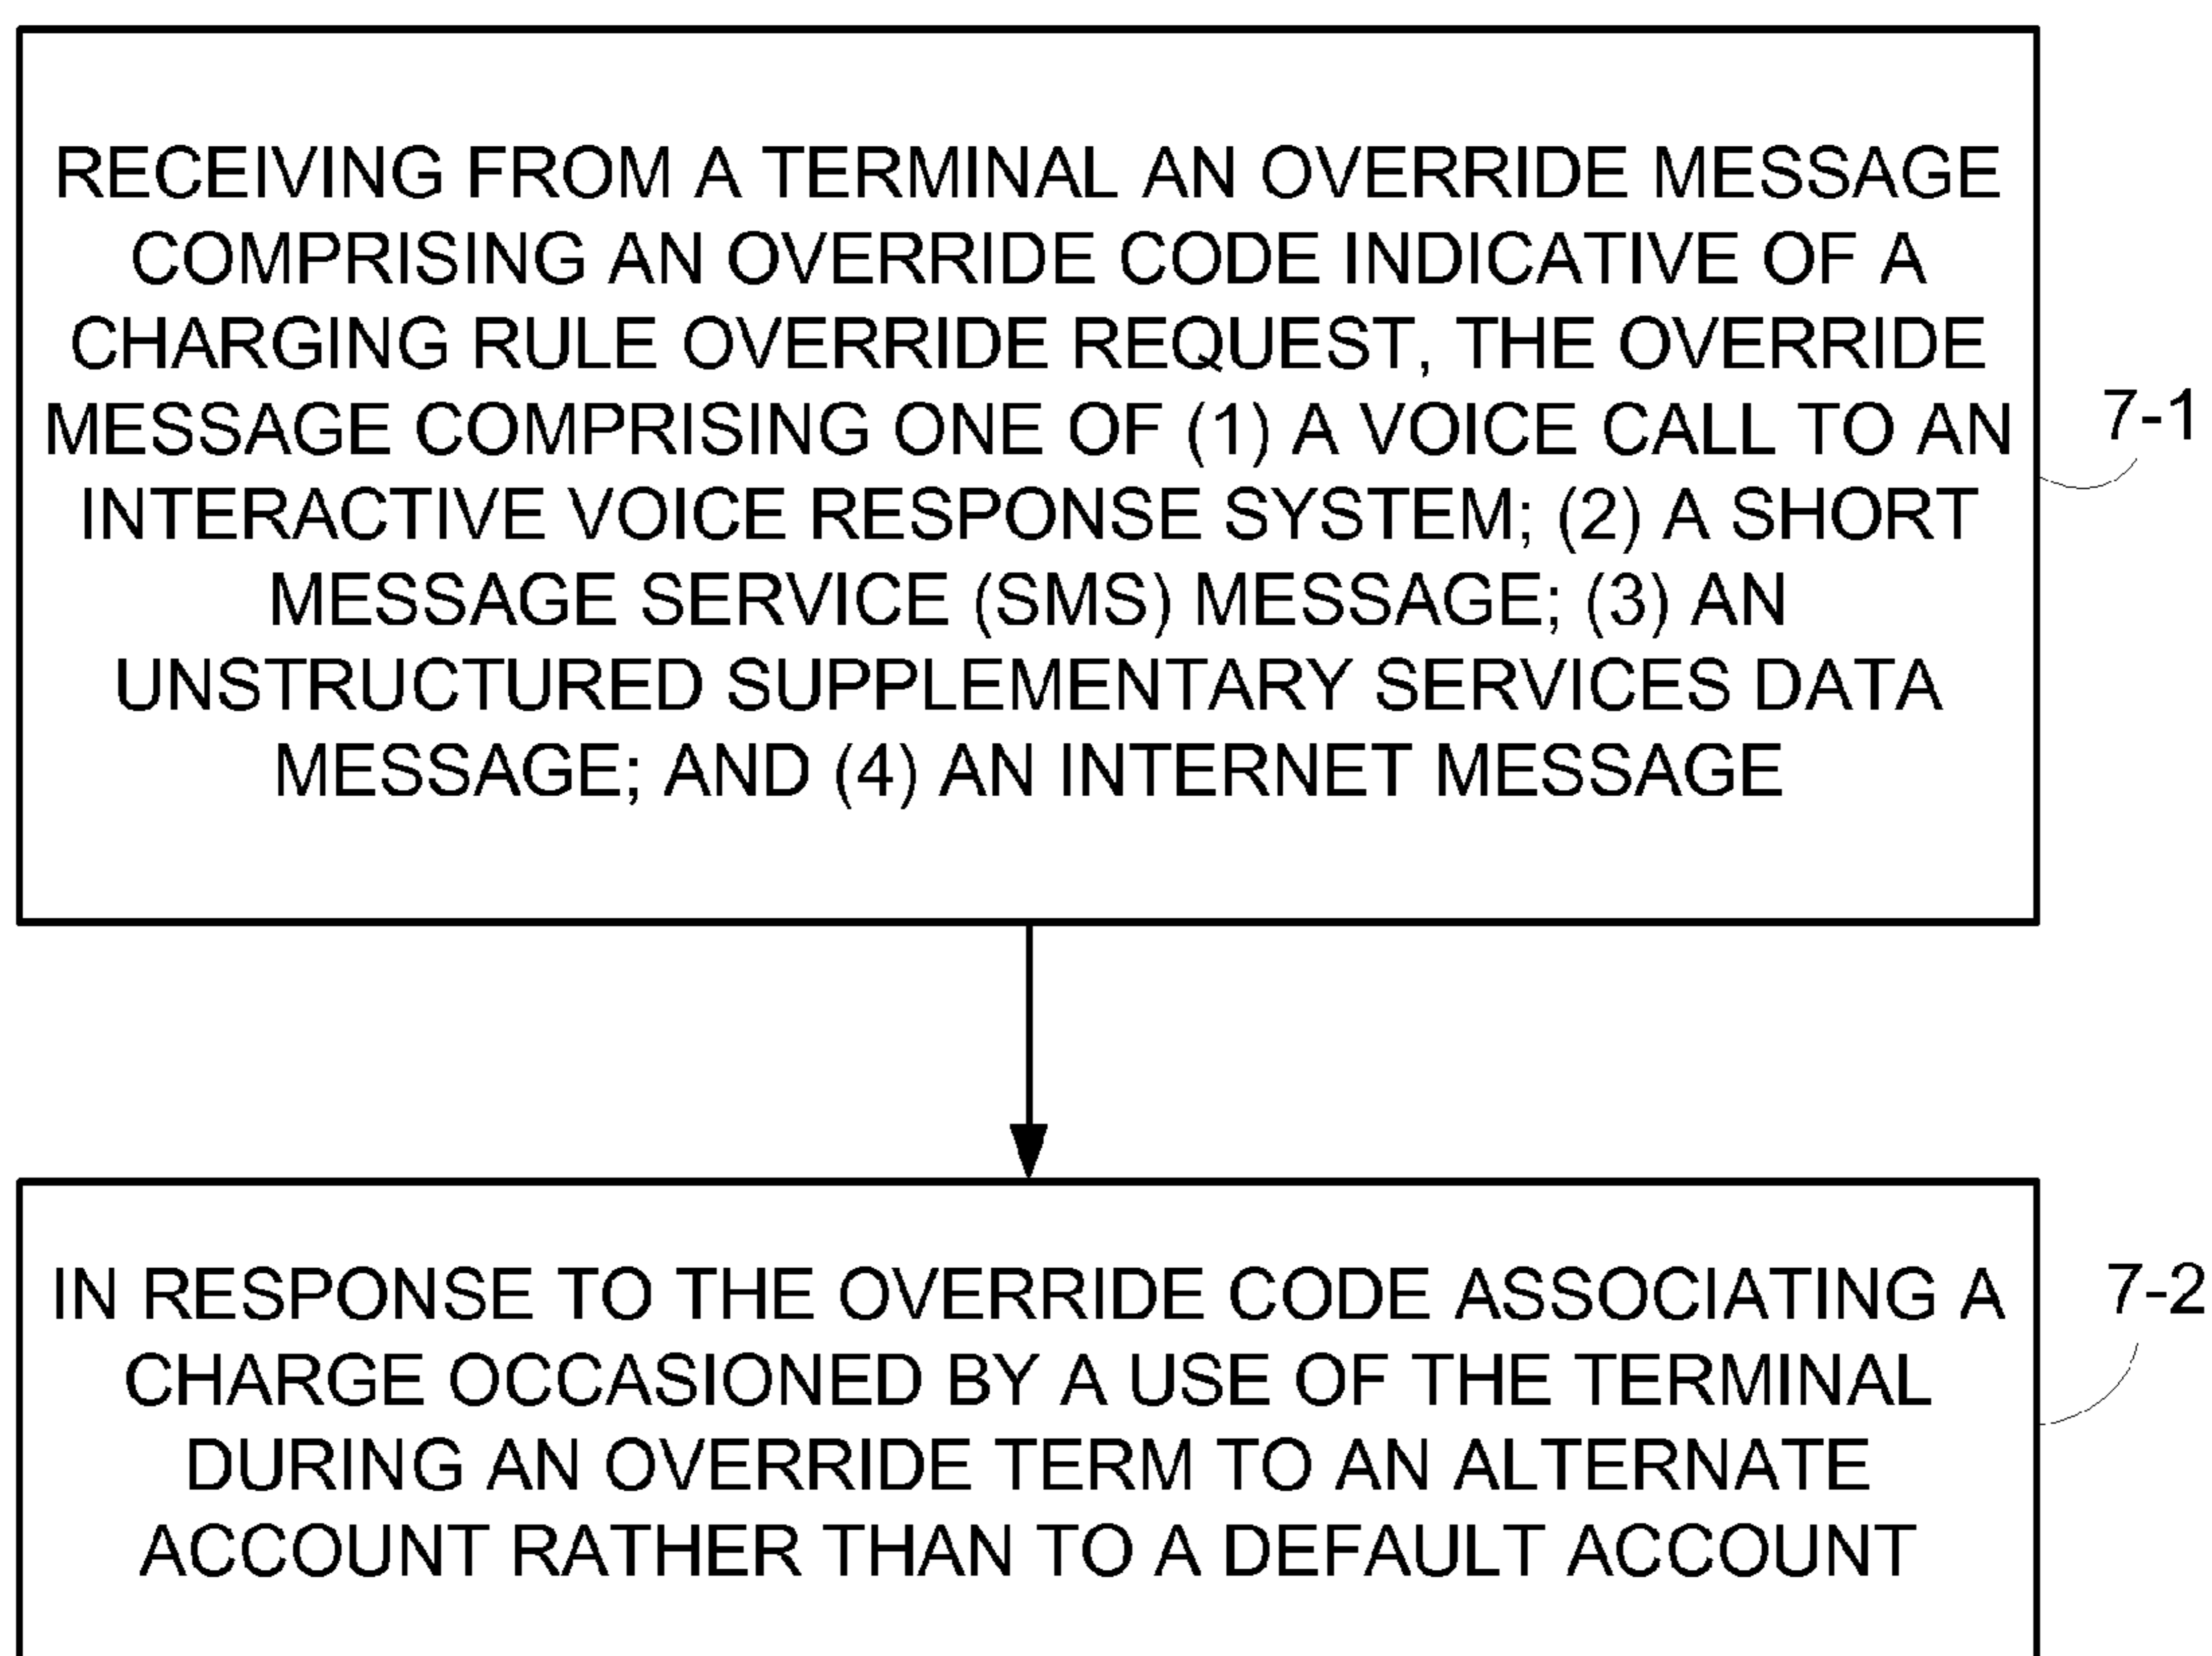 RECEIVING FROM A TERMINAL AN OVERRIDE MESSAGE
COMPRISING AN OVERRIDE CODE INDICATIVE OF A
CHARGING RULE OVERRIDE REQUEST, THE OVERRIDE
MESSAGE COMPRISING ONE OF (1) A VOICE CALL TO AN
INTERACTIVE VOICE RESPONSE SYSTEM; (2) A SHORT
MESSAGE SERVICE (SMS) MESSAGE; (3) AN
UNSTRUCTURED SUPPLEMENTARY SERVICES DATA
MESSAGE; AND (4) AN INTERNET MESSAGE
7-1
IN RESPONSE TO THE OVERRIDE CODE ASSOCIATING A
CHARGE OCCASIONED BY A USE OF THE TERMINAL
DURING AN OVERRIDE TERM TO AN ALTERNATE
ACCOUNT RATHER THAN TO A DEFAULT ACCOUNT
7-2